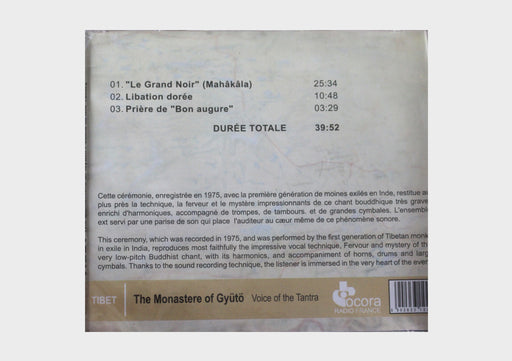 01. "Le Grand Noir" (Mahâkâla) 25:34
02. Libation dorée 10:48
03. Prière de "Bon augure" 03:29
DURÉE TOTALE 39:52
Cette cérémonie, enregistrée en 1975, avec la première génération de moines exilés en Inde, restitue au
plus près la technique, la ferveur et le mystère impressionnants de ce chant bouddhique très grave
enrichi d'harmoniques, accompagné de trompes, de tambours. et de grandes cymbales. L'ensemble
ext servi par une parise de son qui place l'auditeur au cœur même de ce phénomène sonore.
This ceremony, which was recorded in 1975, and was performed by the first generation of Tibetan monk
in exile in India, reproduces most faithfully the impressive vocal technique. Fervour and mystery of th
very low-pitch Buddhist chant, with its harmonics, and accompaniment of horns, drums and larg
cymbals. Thanks to the sound recording technique, the listener is immersed in the very heart of the even
TIBET The Monastere of Gyütö Voice of the Tantra ocora
RADIO FRANCE